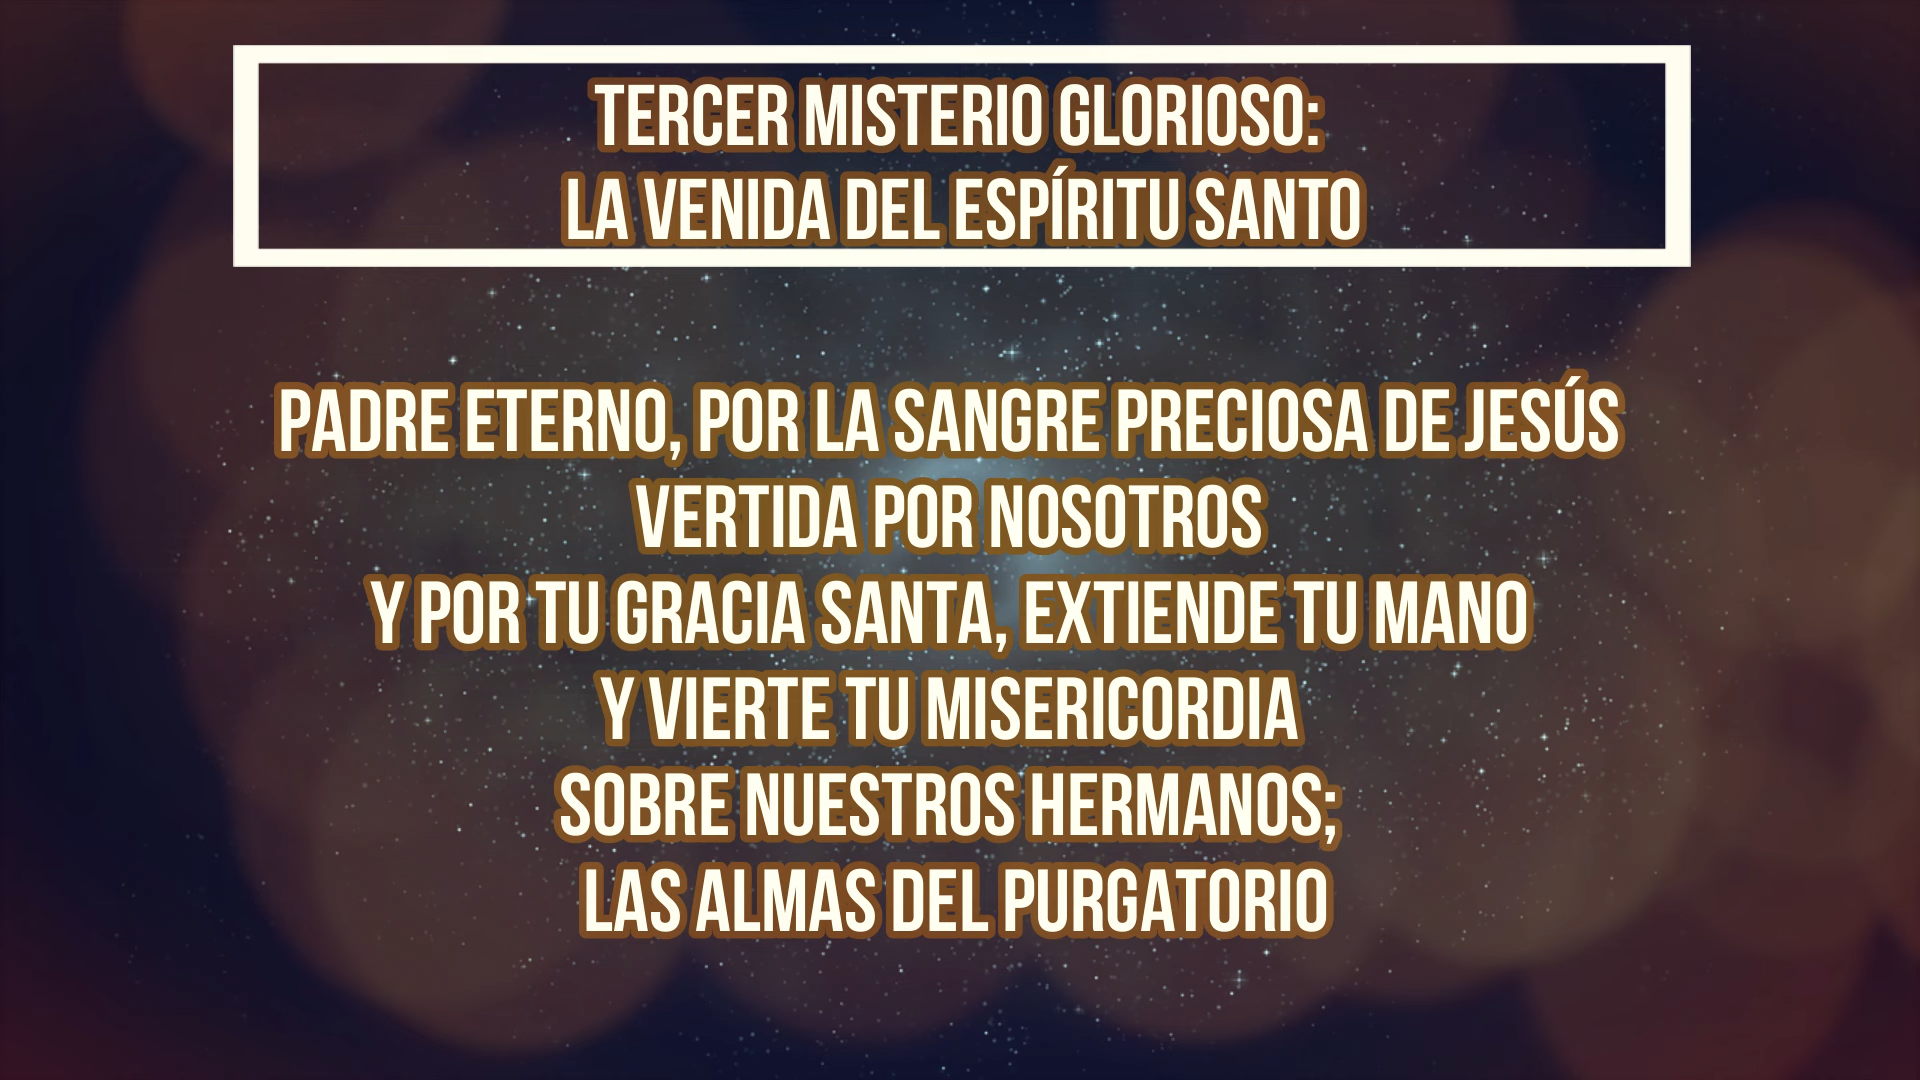 TERCER MISTERIO GLORIOSO:
LA VENIDA DEL ESPÍRITU SANTO
PADRE ETERNO, POR LA SANGRE PRECIOSA DE JESÚS
VERTIDA POR NOSOTROS
Y POR TU GRACIA SANTA, EXTIENDE TU MANO
Y VIERTE TU MISERICORDIA
SOBRE NUESTROS HERMANOS;
LAS ALMAS DEL PURGATORIO